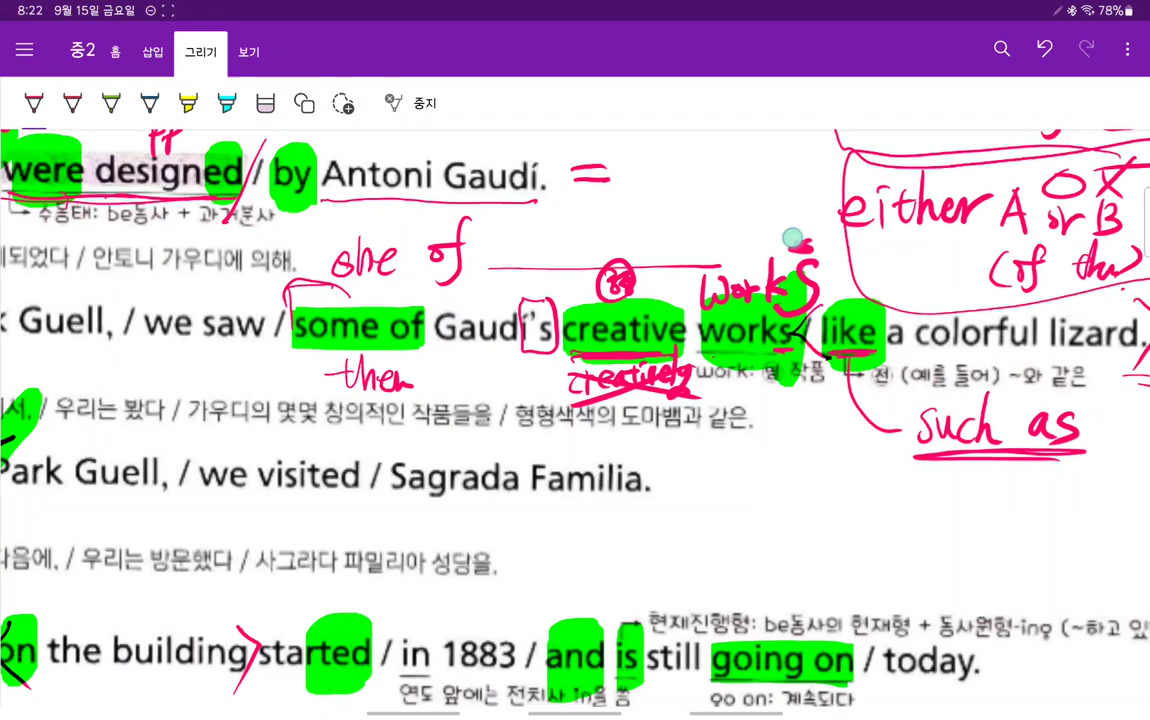 8:22 9월 15일 금요일 78%
중2 홈 삽입 그리기 보기
중지
pp
were designed / by Antoni Gaudí. =
수동태: be동사 + 과거분사
either A or B
O X
되었다 / 안토니 가우디에 의해.
one of
(of the
works
Guell, / we saw / some of Gaudí's creative works / like a colorful lizard.
them
creatively
work: 명 작품
전 (예를 들어) ~와 같은
서, / 우리는 봤다 / 가우디의 몇몇 창의적인 작품들을 / 형형색색의 도마뱀과 같은.
such as
Park Guell, / we visited / Sagrada Familia.
다음에, / 우리는 방문했다 / 사그라다 파밀리아 성당을.
현재진행형: be동사의 현재형 + 동사원형-ing (~하고 있
on the building started / in 1883 / and is still going on / today.
연도 앞에는 전치사 in을 씀
go on: 계속되다